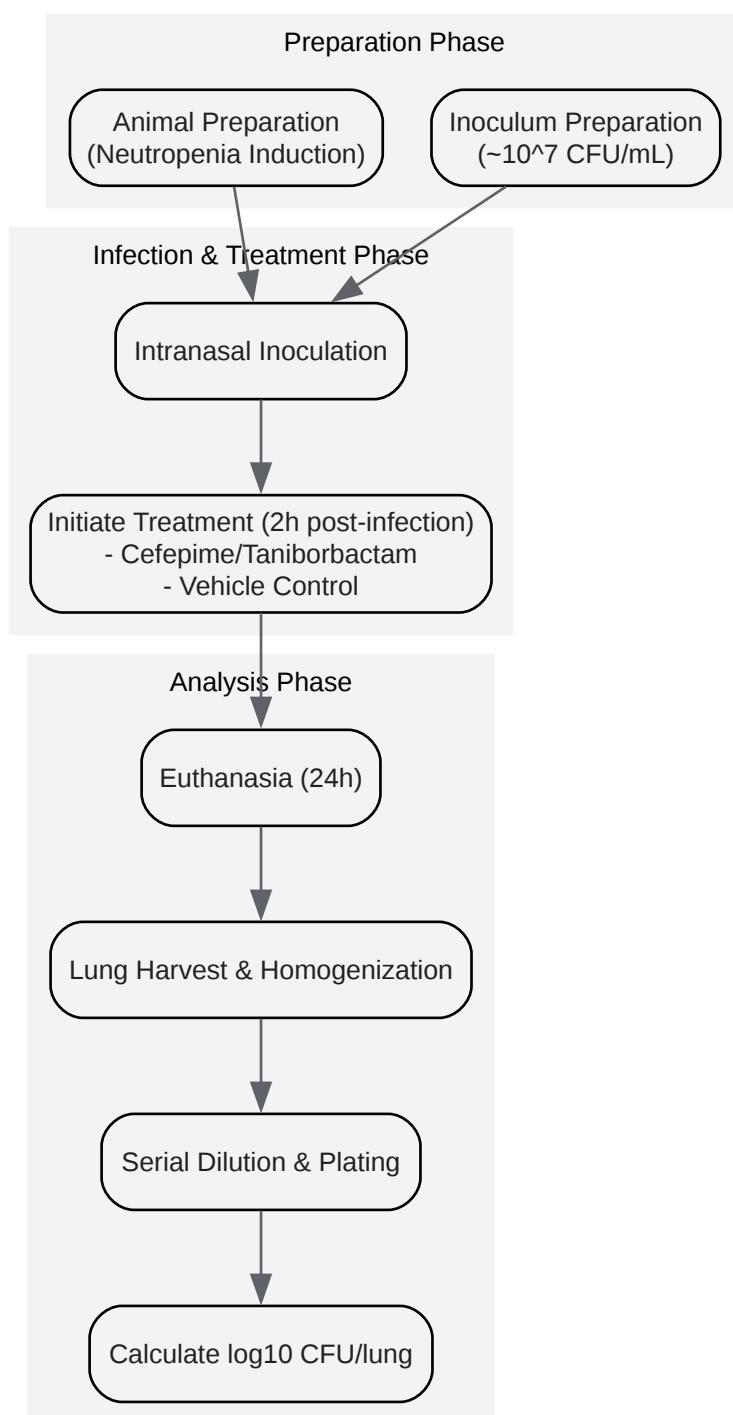 Preparation Phase
Animal Preparation
(Neutropenia Induction)
Inoculum Preparation
(~10^7 CFU/mL)
Infection & Treatment Phase
Intranasal Inoculation
Initiate Treatment (2h post-infection)
- Cefepime/Taniborbactam
- Vehicle Control
Analysis Phase
Euthanasia (24h)
Lung Harvest & Homogenization
Serial Dilution & Plating
Calculate log10 CFU/lung